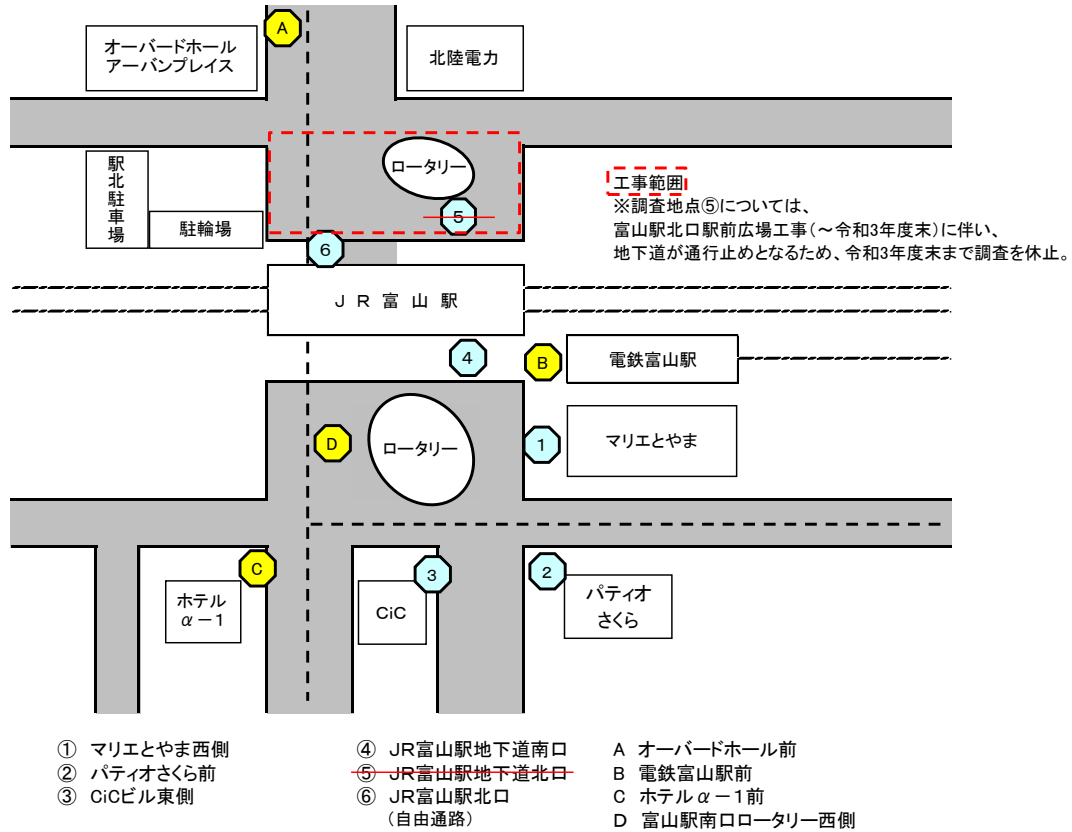 A
オーバードホール
アーバンプレイス
北陸電力
駅北駐車場
駐輪場
ロータリー
5
6
工事範囲
※調査地点⑤については、
富山駅北口駅前広場工事(~令和3年度末)に伴い、
地下道が通行止めとなるため、令和3年度末まで調査を休止。
JR富山駅
4
B
電鉄富山駅
D
ロータリー
1
マリエとやま
C
ホテル
α-1
CiC
3
2
パティオ
さくら
① マリエとやま西側
② パティオさくら前
③ CiCビル東側
④ JR富山駅地下道南口
⑤ JR富山駅地下道北口
⑥ JR富山駅北口
(自由通路)
A オーバードホール前
B 電鉄富山駅前
C ホテルα-1前
D 富山駅南口ロータリー西側